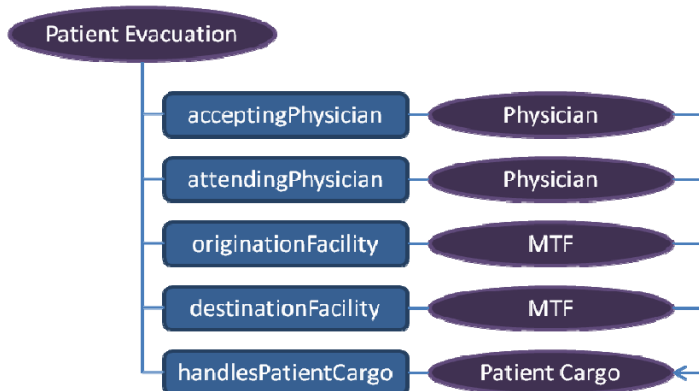 Patient Evacuation
acceptingPhysician Physician
attendingPhysician Physician
originationFacility MTF
destinationFacility MTF
handlesPatientCargo Patient Cargo